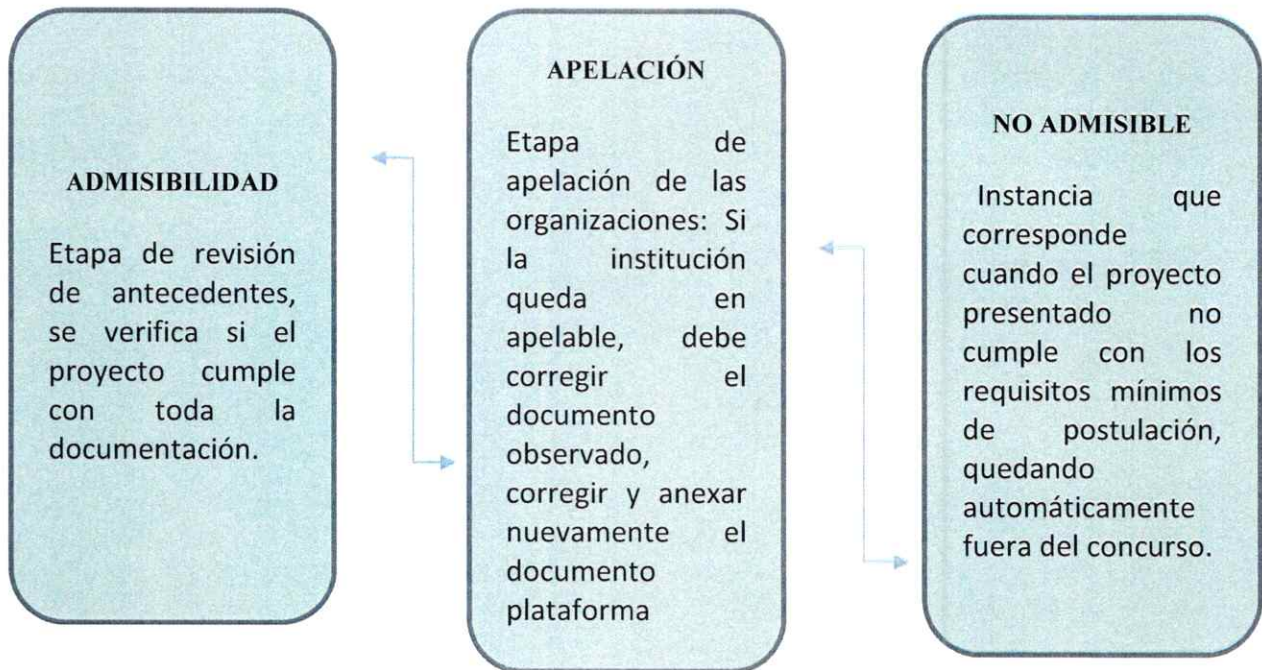 ADMISIBILIDAD
Etapa de revisión
de antecedentes,
se verifica si el
proyecto cumple
con toda la
documentación.
APELACIÓN
Etapa de
apelación de las
organizaciones: Si
la institución
queda en
apelable, debe
corregir el
documento
observado,
corregir y anexar
nuevamente el
documento
plataforma
NO ADMISIBLE
Instancia que
corresponde
cuando el proyecto
presentado no
cumple con los
requisitos mínimos
de postulación,
quedando
automáticamente
fuera del concurso.